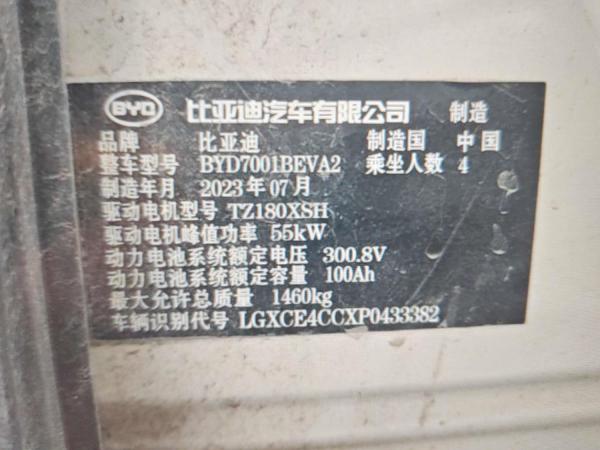 BYD 比亚迪汽车有限公司 制造
品牌 比亚迪 制造国 中国
整车型号 BYD7001BEVA2 乘坐人数 4
制造年月 2023年07月
驱动电机型号 TZ180XSH
驱动电机峰值功率 55kW
动力电池系统额定电压 300.8V
动力电池系统额定容量 100Ah
最大允许总质量 1460kg
车辆识别代号 LGXCE4CCXP0433382